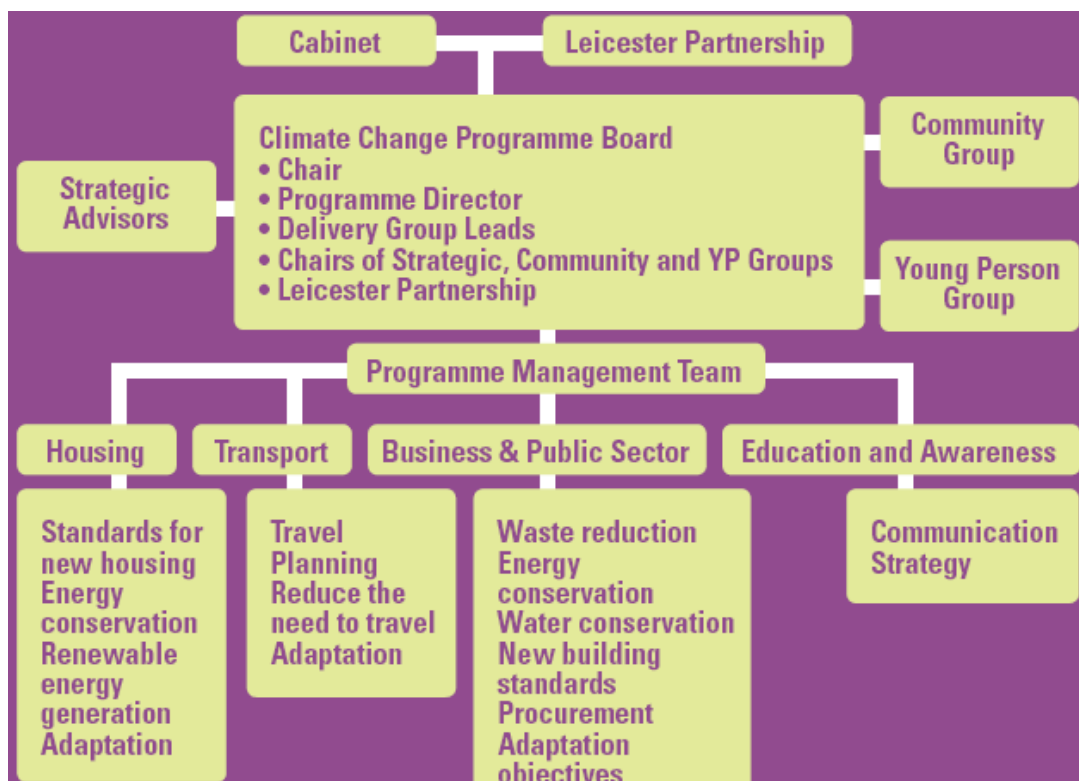 Cabinet
Leicester Partnership
Climate Change Programme Board
• Chair
• Programme Director
• Delivery Group Leads
• Chairs of Strategic, Community and YP Groups
• Leicester Partnership
Strategic
Advisors
Community
Group
Young Person
Group
Programme Management Team
Housing
Transport
Business & Public Sector
Education and Awareness
Standards for
new housing
Energy
conservation
Renewable
energy
generation
Adaptation
Travel
Planning
Reduce the
need to travel
Adaptation
Waste reduction
Energy
conservation
Water conservation
New building
standards
Procurement
Adaptation
objectives
Communication
Strategy